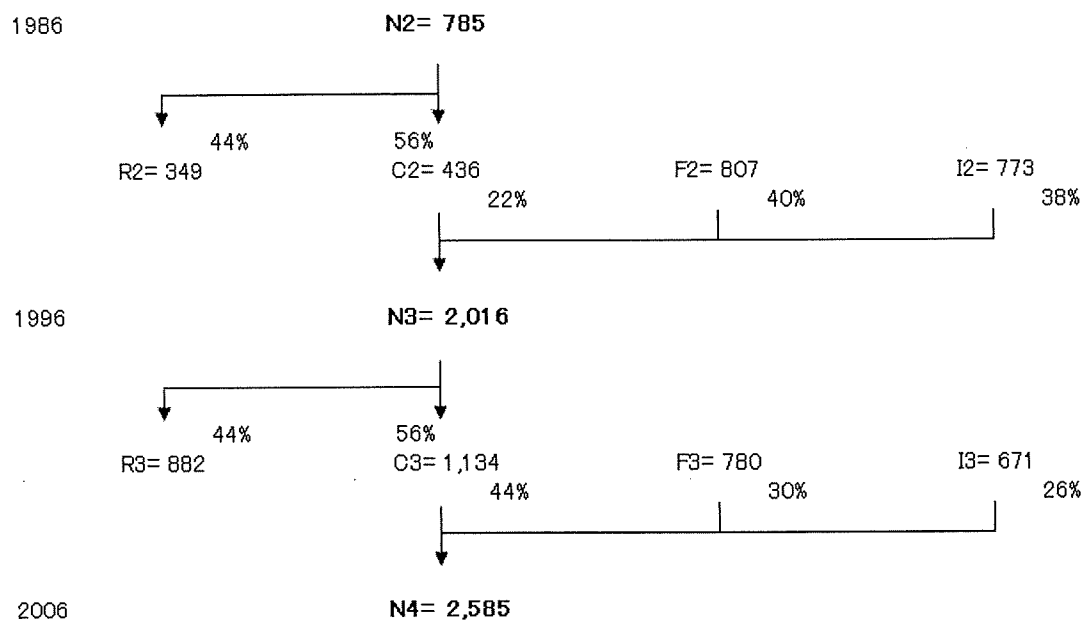 1986 N2= 785
44% 56%
R2= 349 C2= 436 F2= 807 I2= 773
22% 40% 38%
1996 N3= 2,016
44% 56%
R3= 882 C3= 1,134 F3= 780 I3= 671
44% 30% 26%
2006 N4= 2,585